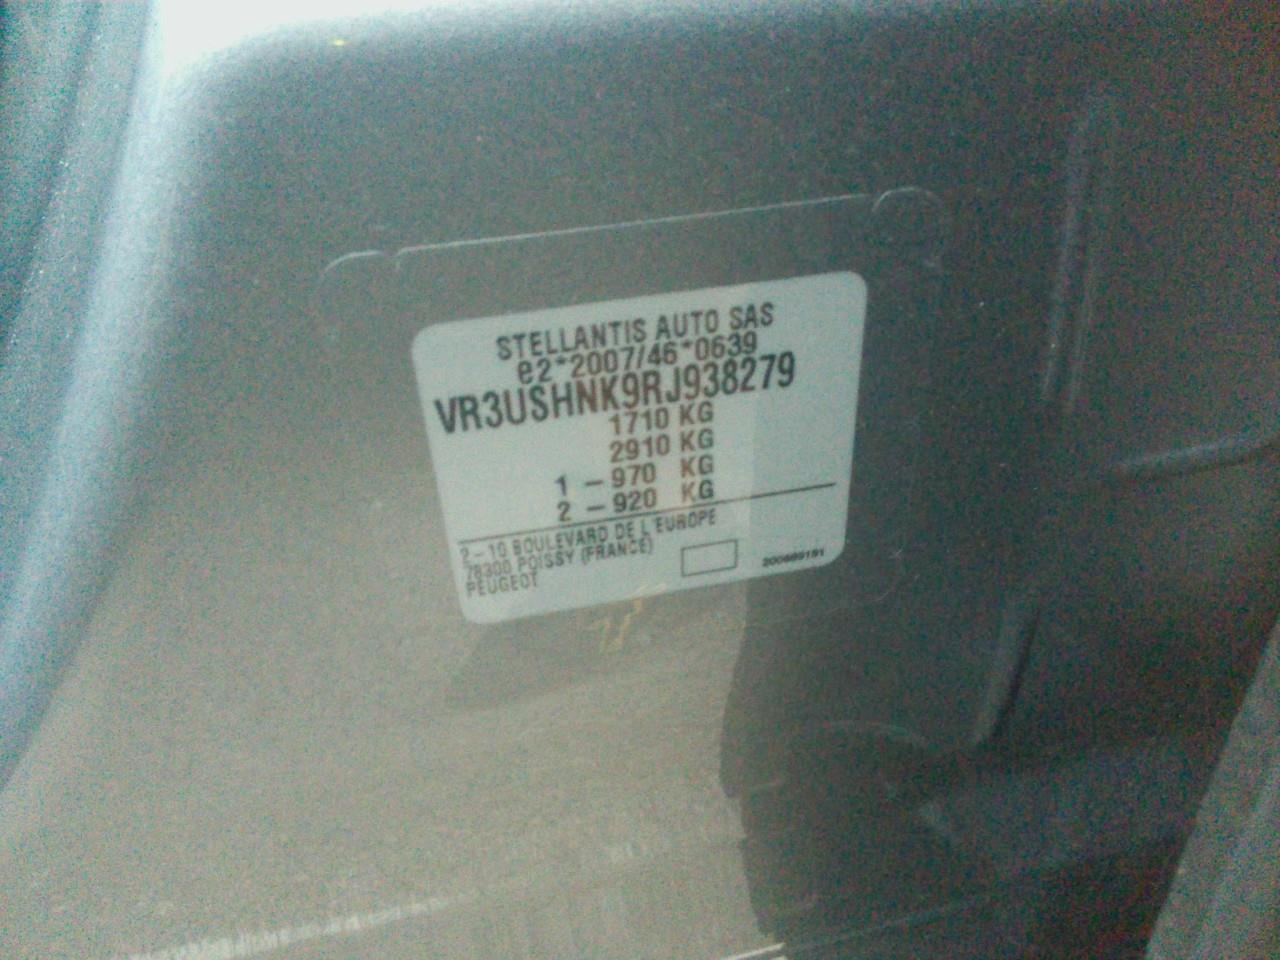 STELLANTIS AUTO SAS
e2*2007/46*0639
VR3USHNK9RJ938279
1710 KG
2910 KG
1 – 970 KG
2 – 920 KG
2–10 BOULEVARD DE L'EUROPE
78300 POISSY (FRANCE)
PEUGEOT